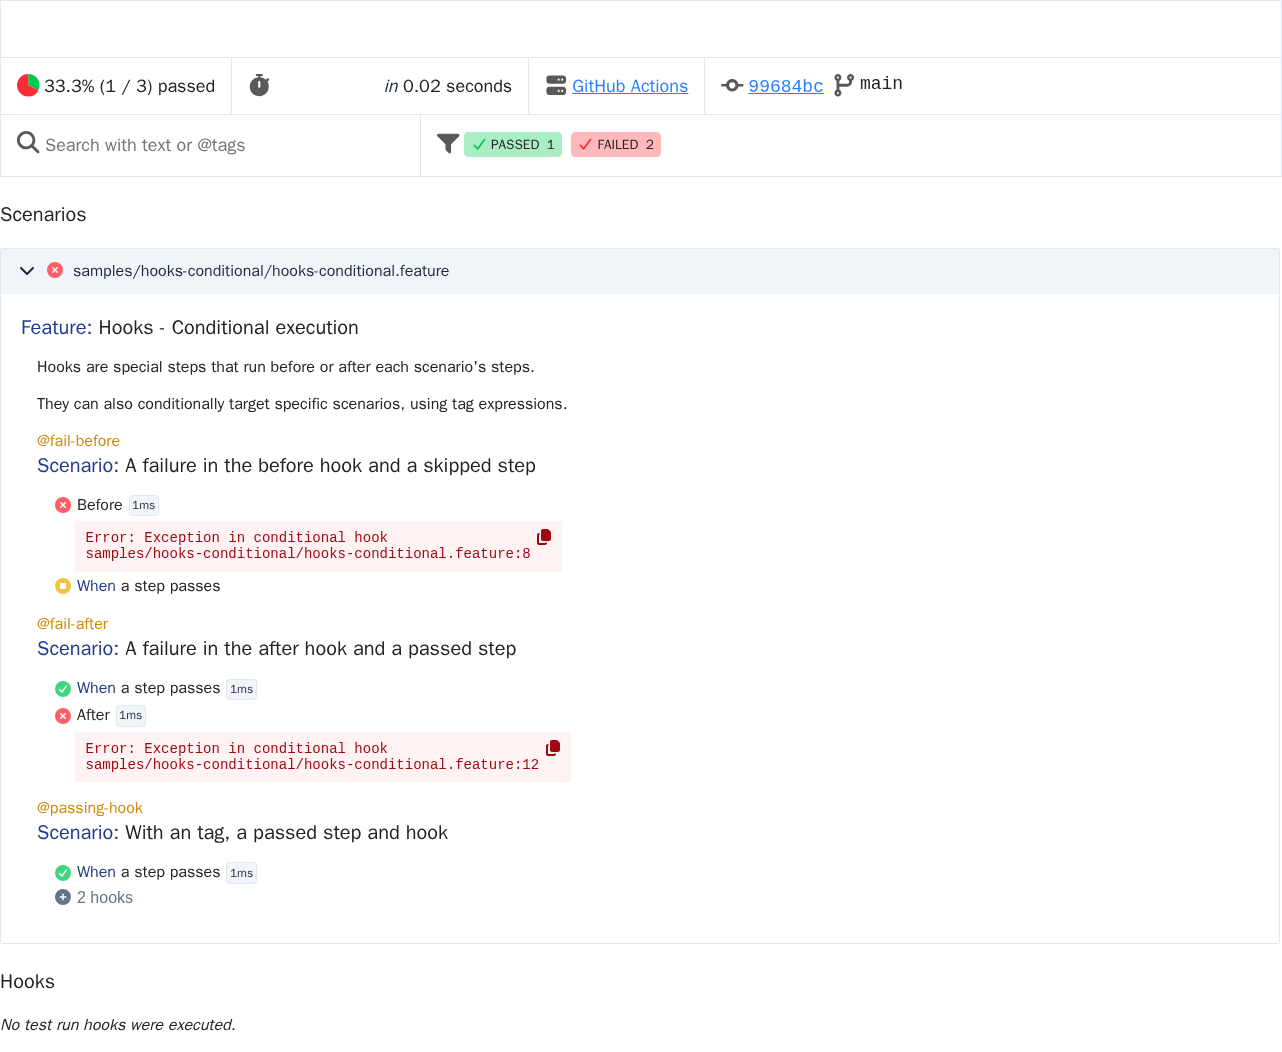 33.3% (1 / 3) passed
in 0.02 seconds
GitHub Actions
99684bc
main
Search with text or @tags
PASSED 1
FAILED 2
Scenarios
samples/hooks-conditional/hooks-conditional.feature
Feature: Hooks - Conditional execution
Hooks are special steps that run before or after each scenario's steps.
They can also conditionally target specific scenarios, using tag expressions.
@fail-before
Scenario: A failure in the before hook and a skipped step
Before 1ms
Error: Exception in conditional hook
samples/hooks-conditional/hooks-conditional.feature:8
When a step passes
@fail-after
Scenario: A failure in the after hook and a passed step
When a step passes 1ms
After 1ms
Error: Exception in conditional hook
samples/hooks-conditional/hooks-conditional.feature:12
@passing-hook
Scenario: With an tag, a passed step and hook
When a step passes 1ms
2 hooks
Hooks
No test run hooks were executed.